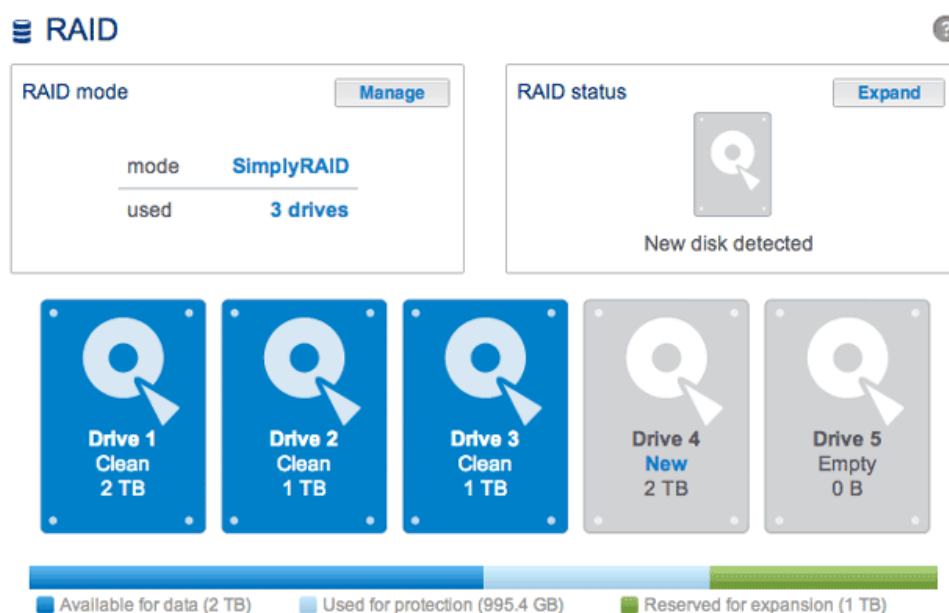 RAID
?
RAID mode
Manage
mode SimplyRAID
used 3 drives
RAID status
Expand
New disk detected
Drive 1
Clean
2 TB
Drive 2
Clean
1 TB
Drive 3
Clean
1 TB
Drive 4
New
2 TB
Drive 5
Empty
0 B
Available for data (2 TB)
Used for protection (995.4 GB)
Reserved for expansion (1 TB)